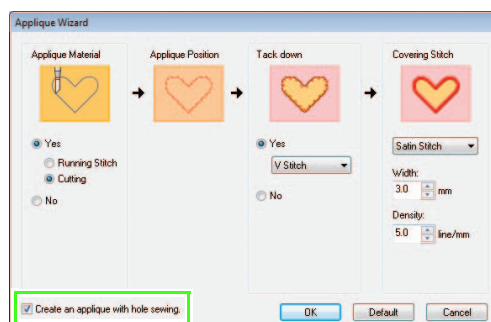 Applique Wizard
Applique Material
Applique Position
Tack down
Covering Stitch
Yes
Running Stitch
Cutting
No
Yes
V Stitch
No
Satin Stitch
Width:
3.0 mm
Density:
5.0 line/mm
Create an applique with hole sewing.
OK
Default
Cancel